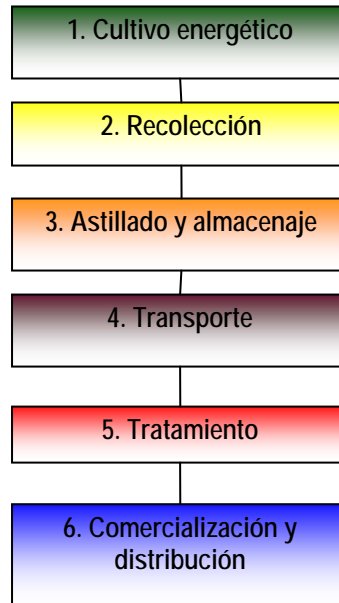 1. Cultivo energético
2. Recolección
3. Astillado y almacenaje
4. Transporte
5. Tratamiento
6. Comercialización y
distribución